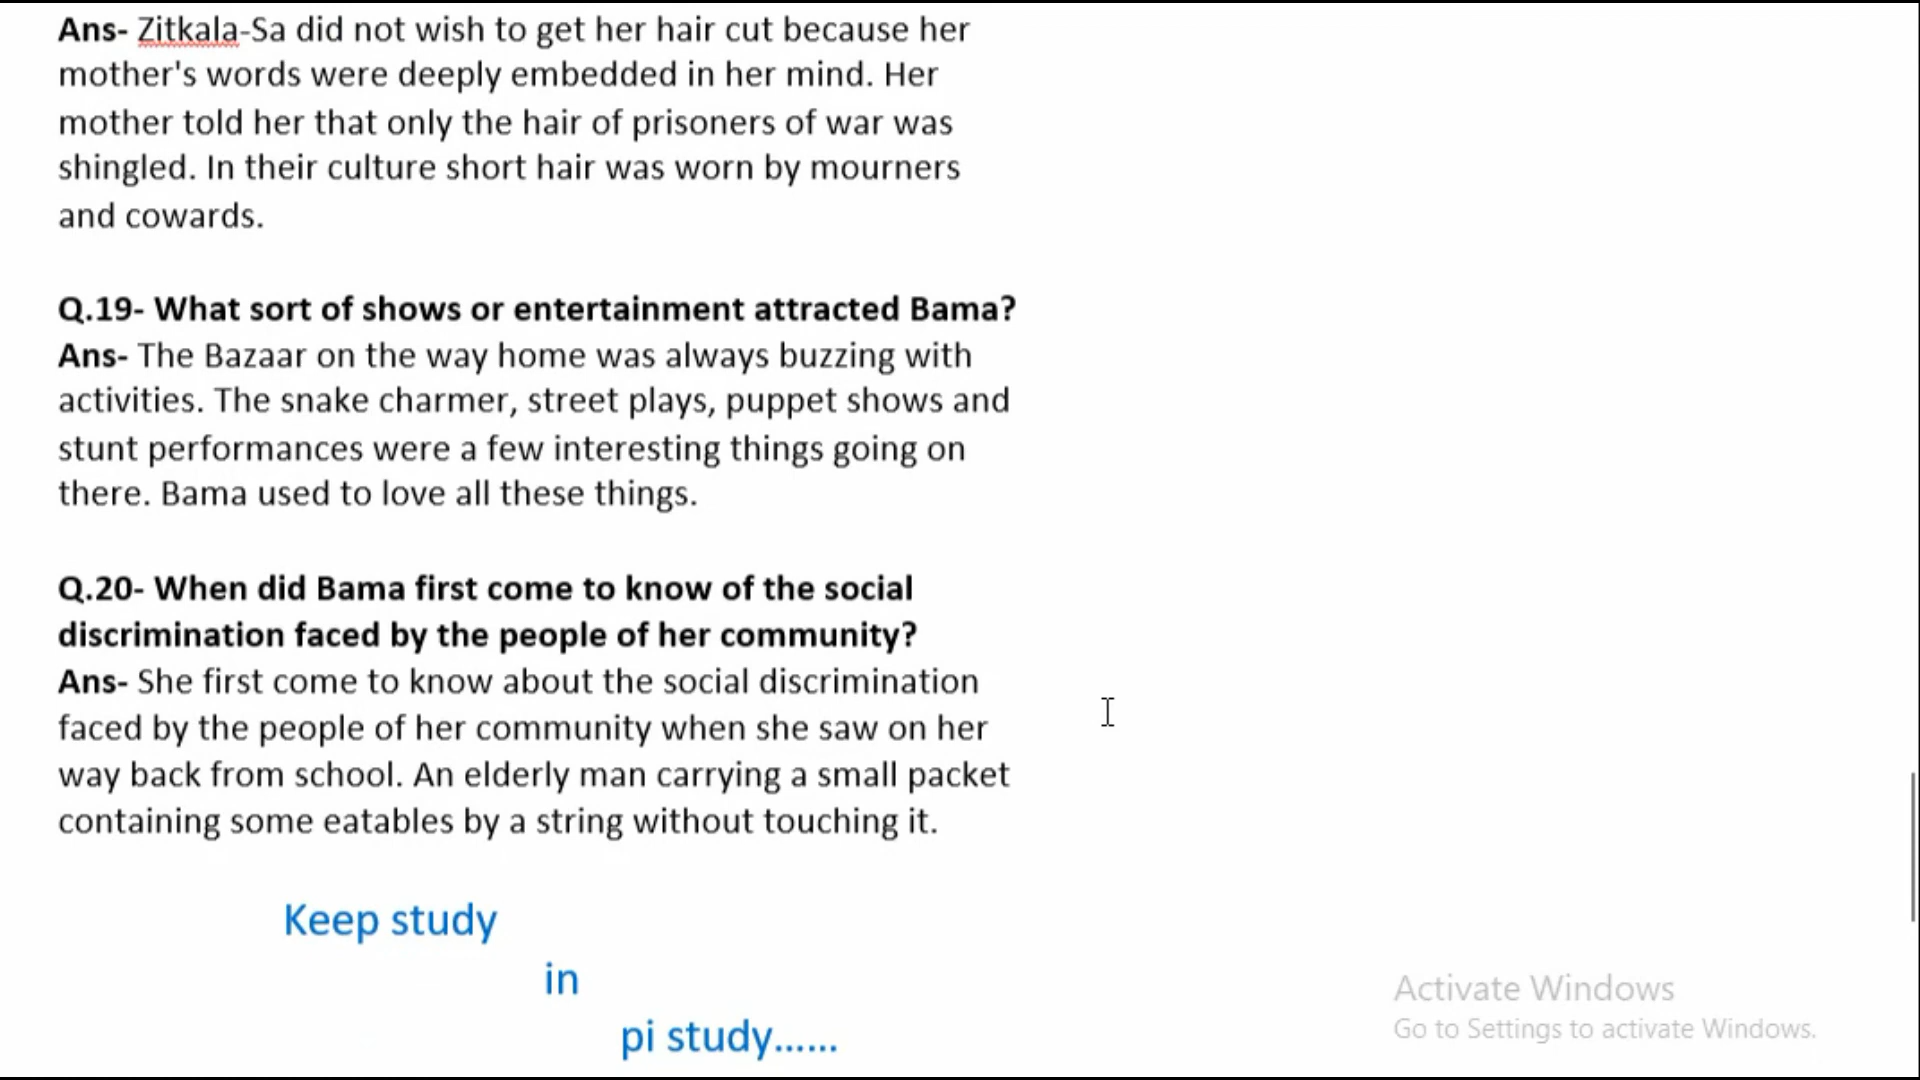 Ans- Zitkala-Sa did not wish to get her hair cut because her
mother's words were deeply embedded in her mind. Her
mother told her that only the hair of prisoners of war was
shingled. In their culture short hair was worn by mourners
and cowards.
Q.19- What sort of shows or entertainment attracted Bama?
Ans- The Bazaar on the way home was always buzzing with
activities. The snake charmer, street plays, puppet shows and
stunt performances were a few interesting things going on
there. Bama used to love all these things.
Q.20- When did Bama first come to know of the social
discrimination faced by the people of her community?
Ans- She first come to know about the social discrimination
faced by the people of her community when she saw on her
way back from school. An elderly man carrying a small packet
containing some eatables by a string without touching it.
Keep study
in
pi study......
Activate Windows
Go to Settings to activate Windows.